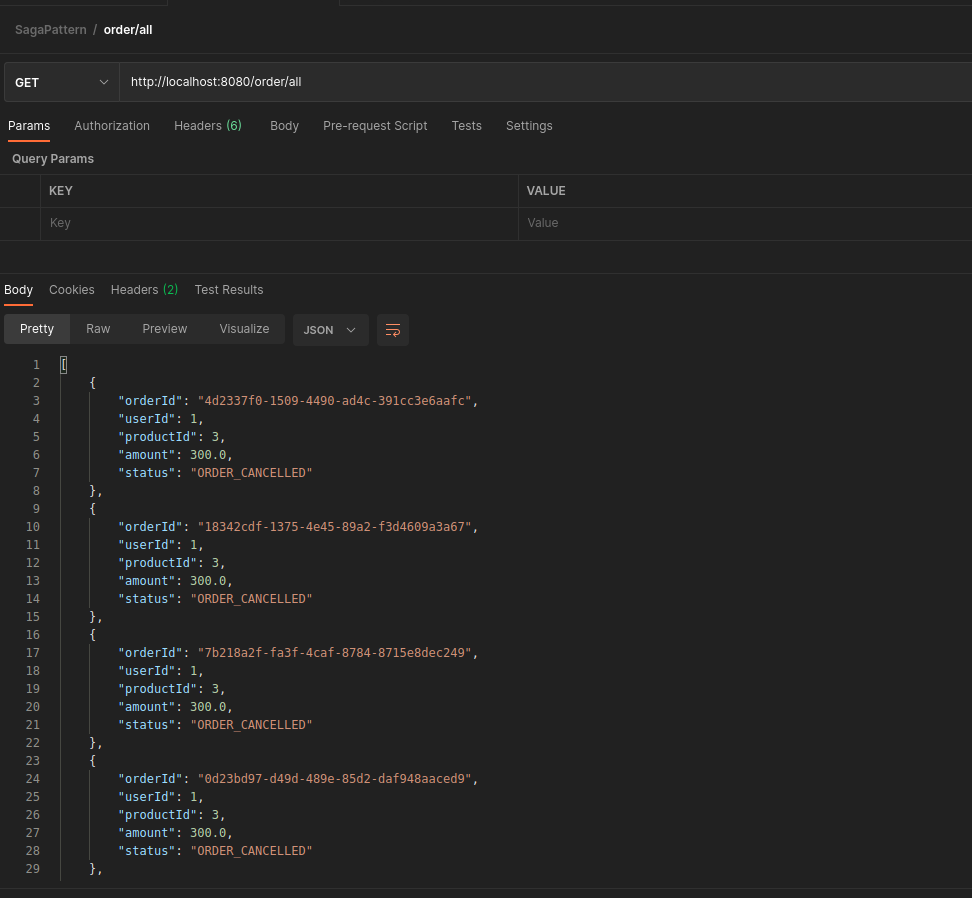 SagaPattern / order/all
GET http://localhost:8080/order/all
Params Authorization Headers (6) Body Pre-request Script Tests Settings
Query Params
KEY VALUE
Key Value
Body Cookies Headers (2) Test Results
Pretty Raw Preview Visualize JSON
1 [
2 {
3 "orderId": "4d2337f0-1509-4490-ad4c-391cc3e6aafc",
4 "userId": 1,
5 "productId": 3,
6 "amount": 300.0,
7 "status": "ORDER_CANCELLED"
8 },
9 {
10 "orderId": "18342cdf-1375-4e45-89a2-f3d4609a3a67",
11 "userId": 1,
12 "productId": 3,
13 "amount": 300.0,
14 "status": "ORDER_CANCELLED"
15 },
16 {
17 "orderId": "7b218a2f-fa3f-4caf-8784-8715e8dec249",
18 "userId": 1,
19 "productId": 3,
20 "amount": 300.0,
21 "status": "ORDER_CANCELLED"
22 },
23 {
24 "orderId": "0d23bd97-d49d-489e-85d2-daf948aaced9",
25 "userId": 1,
26 "productId": 3,
27 "amount": 300.0,
28 "status": "ORDER_CANCELLED"
29 },